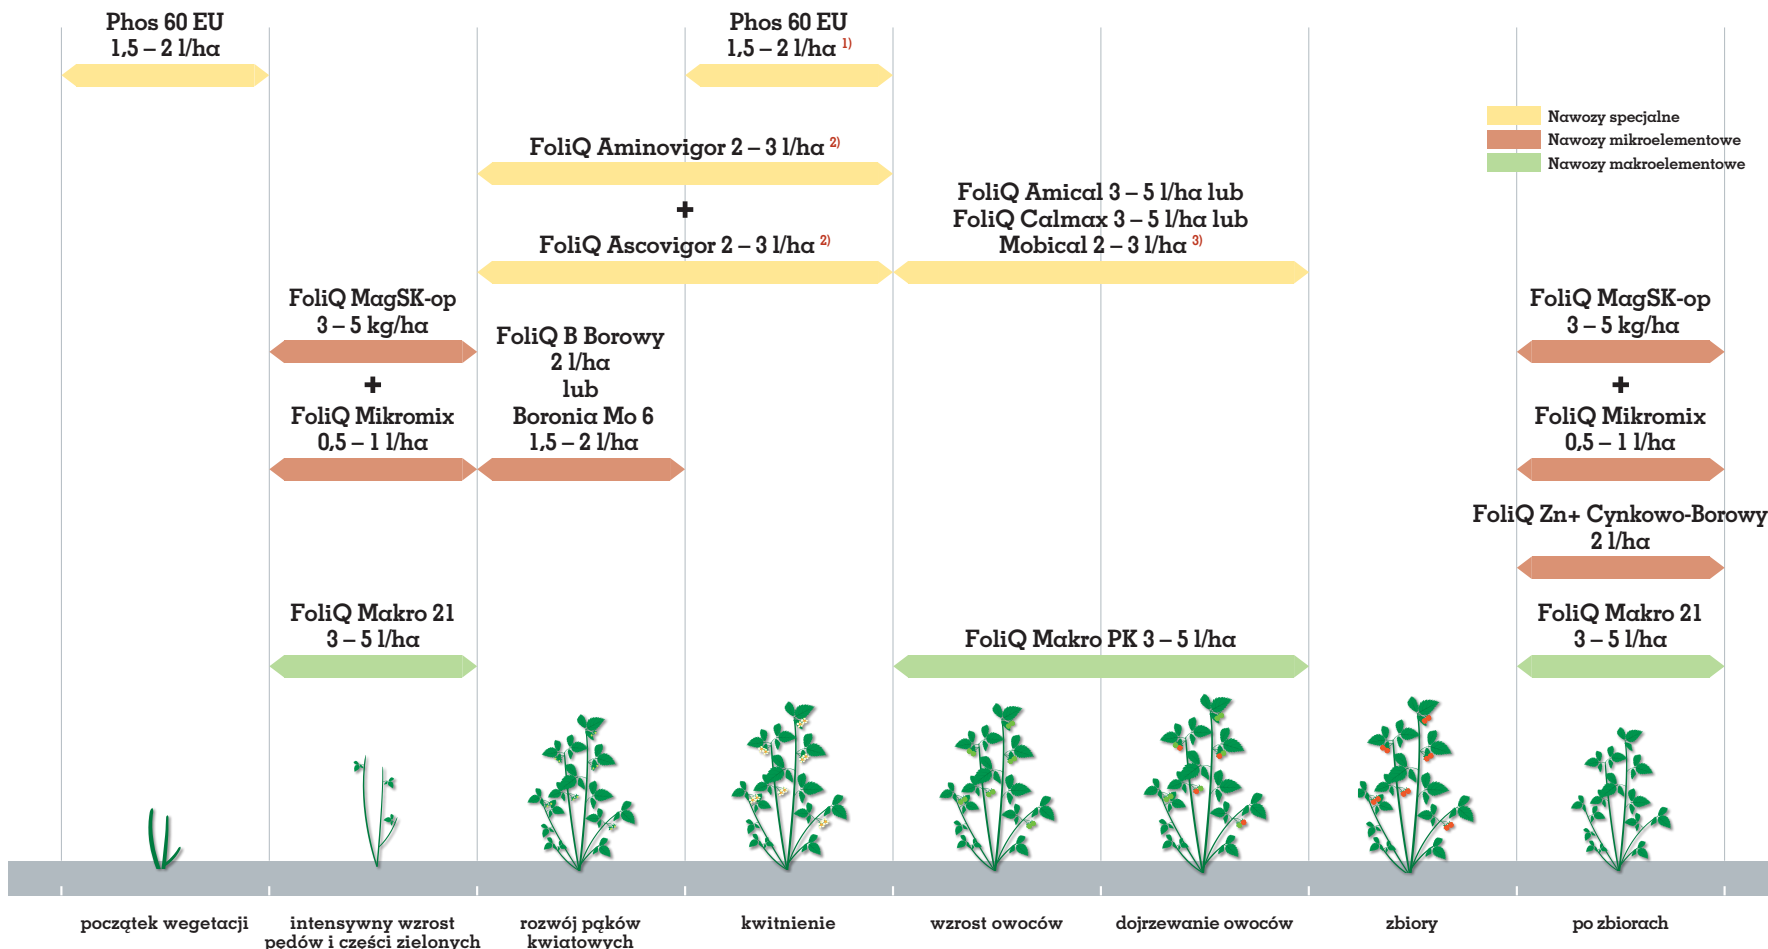 Phos 60 EU
1,5 – 2 l/ha
Phos 60 EU
1,5 – 2 l/ha 1)
Nawozy specjalne
Nawozy mikroelementowe
Nawozy makroelementowe
FoliQ Aminovigor 2 – 3 l/ha 2)
+
FoliQ Ascovigor 2 – 3 l/ha 2)
FoliQ Amical 3 – 5 l/ha lub
FoliQ Calmax 3 – 5 l/ha lub
Mobical 2 – 3 l/ha 3)
FoliQ MagSK-op
3 – 5 kg/ha
+
FoliQ Mikromix
0,5 – 1 l/ha
FoliQ B Borowy
2 l/ha
lub
Boronia Mo 6
1,5 – 2 l/ha
FoliQ MagSK-op
3 – 5 kg/ha
+
FoliQ Mikromix
0,5 – 1 l/ha
FoliQ Zn+ Cynkowo-Borowy
2 l/ha
FoliQ Makro 21
3 – 5 l/ha
FoliQ Makro PK 3 – 5 l/ha
FoliQ Makro 21
3 – 5 l/ha
początek wegetacji
intensywny wzrost
pędów i części zielonych
rozwój pąków
kwiatowych
kwitnienie
wzrost owoców
dojrzewanie owoców
zbiory
po zbiorach